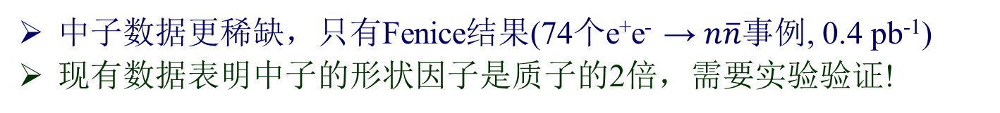 ➢ 中子数据更稀缺，只有Fenice结果(74个e⁺e⁻ → nn̄事例, 0.4 pb⁻¹)
➢ 现有数据表明中子的形状因子是质子的2倍，需要实验验证!